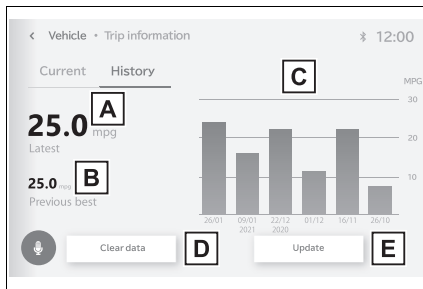 ‹ Vehicle • Trip information 12:00
Current History C
MPG
A
25.0 mpg
Latest
30
20
10
25.0 mpg B
Previous best
26/01 09/01 22/12 01/12 16/11 26/10
2021 2020
Clear data D Update E